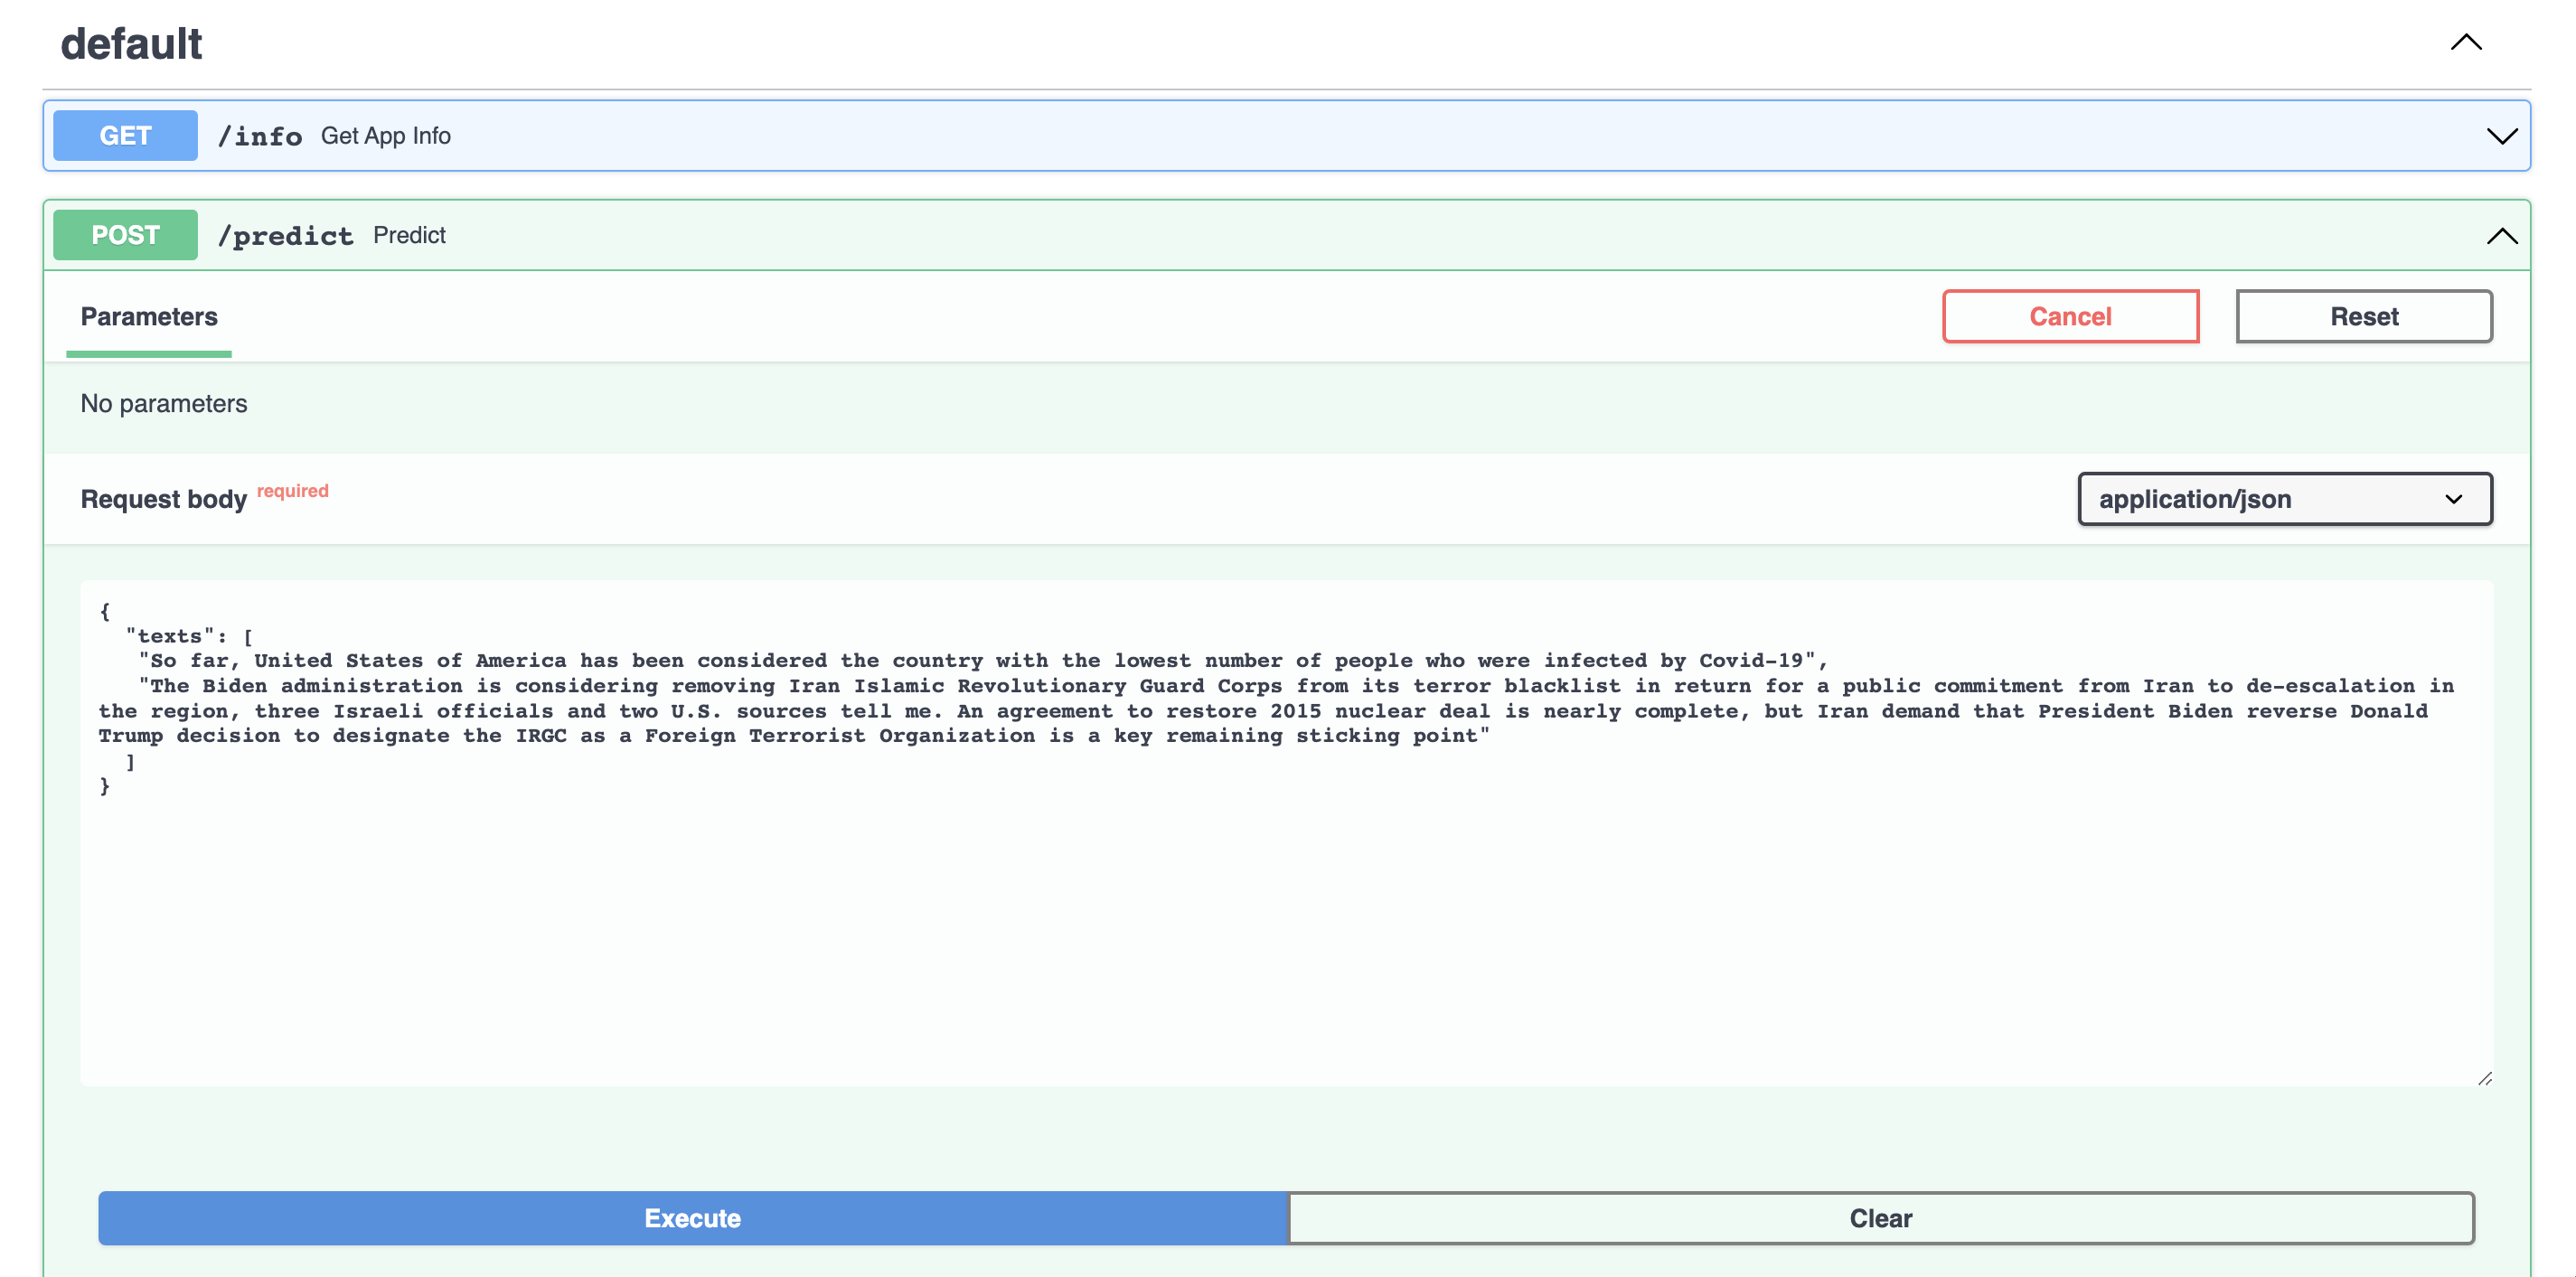 default
GET /info Get App Info
POST /predict Predict
Parameters Cancel Reset
No parameters
Request body required application/json
{
  "texts": [
   "So far, United States of America has been considered the country with the lowest number of people who were infected by Covid-19",
   "The Biden administration is considering removing Iran Islamic Revolutionary Guard Corps from its terror blacklist in return for a public commitment from Iran to de-escalation in
the region, three Israeli officials and two U.S. sources tell me. An agreement to restore 2015 nuclear deal is nearly complete, but Iran demand that President Biden reverse Donald
Trump decision to designate the IRGC as a Foreign Terrorist Organization is a key remaining sticking point"
  ]
}
Execute Clear